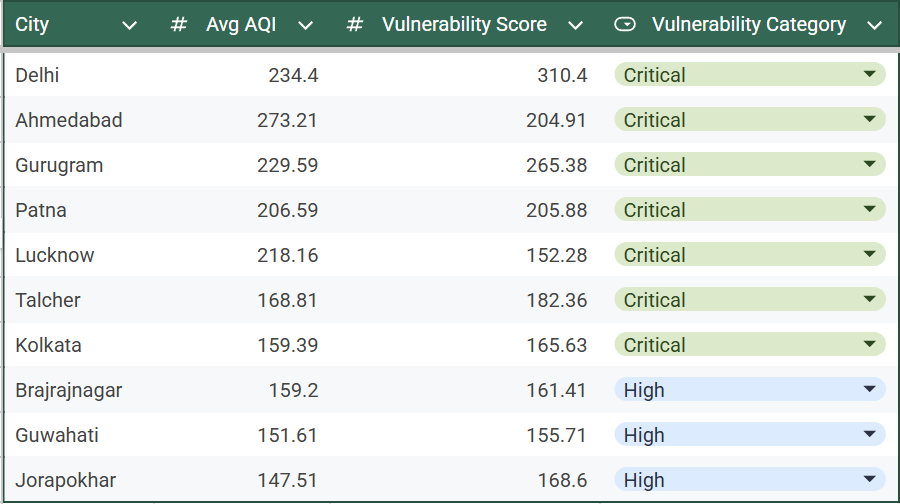 City # Avg AQI # Vulnerability Score Vulnerability Category
Delhi 234.4 310.4 Critical
Ahmedabad 273.21 204.91 Critical
Gurugram 229.59 265.38 Critical
Patna 206.59 205.88 Critical
Lucknow 218.16 152.28 Critical
Talcher 168.81 182.36 Critical
Kolkata 159.39 165.63 Critical
Brajrajnagar 159.2 161.41 High
Guwahati 151.61 155.71 High
Jorapokhar 147.51 168.6 High